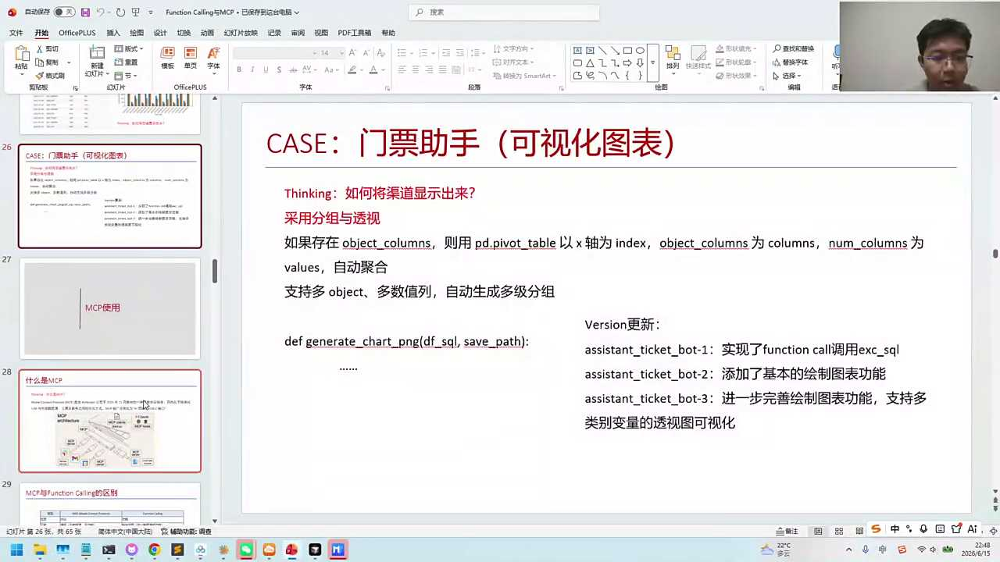 自动保存 关
Function Calling与MCP • 已保存到这台电脑
搜索
文件 开始 OfficePLUS 插入 绘图 设计 切换 动画 幻灯片放映 记录 审阅 视图 PDF工具箱 帮助
粘贴
剪切
复制
格式刷
剪贴板
新建
幻灯片
版式
重置
节
幻灯片
模板
单页
字体
OfficePLUS
14
字体
文字方向
对齐文本
转换为 SmartArt
段落
排列
快速样式
形状填充
形状轮廓
形状效果
绘图
查找和替换
替换字体
选择
编辑
26
CASE：门票助手（可视化图表）
27
MCP使用
28
什么是MCP
MCP
architecture
29
MCP与Function Calling的区别
CASE：门票助手（可视化图表）
Thinking：如何将渠道显示出来？
采用分组与透视
如果存在 object_columns，则用 pd.pivot_table 以 x 轴为 index，object_columns 为 columns，num_columns 为
values，自动聚合
支持多 object、多数值列，自动生成多级分组
def generate_chart_png(df_sql, save_path):
……
Version更新：
assistant_ticket_bot-1：实现了function call调用exc_sql
assistant_ticket_bot-2：添加了基本的绘制图表功能
assistant_ticket_bot-3：进一步完善绘制图表功能，支持多
类别变量的透视图可视化
幻灯片 第 26 张，共 65 张
简体中文(中国大陆)
辅助功能: 调查
备注
中
22°C
多云
22:48
2026/6/15